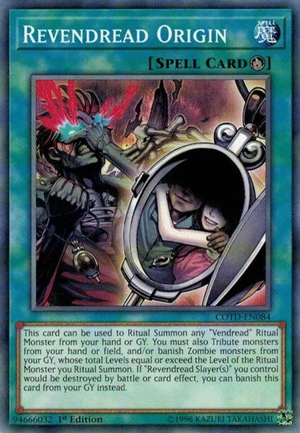 REVENDREAD ORIGIN
SPELL
[SPELL CARD]
COTD-EN084
This card can be used to Ritual Summon any "Vendread" Ritual
Monster from your hand or GY. You must also Tribute monsters
from your hand or field, and/or banish Zombie monsters from
your GY, whose total Levels equal or exceed the Level of the Ritual
Monster you Ritual Summon. If "Revendread Slayer(s)" you control
would be destroyed by battle or card effect, you can banish this
card from your GY instead.
94666032 1st Edition ©1996 KAZUKI TAKAHASHI